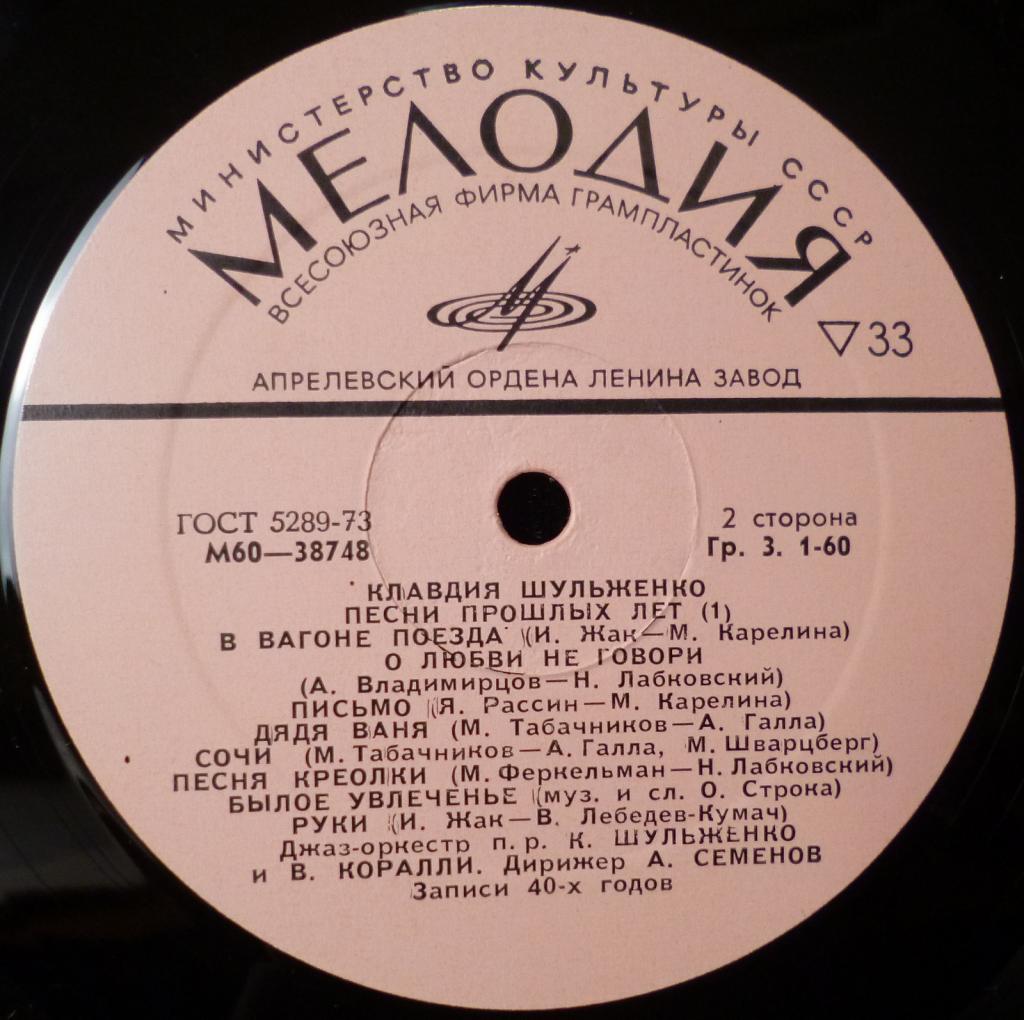 МИНИСТЕРСТВО КУЛЬТУРЫ СССР
МЕЛОДИЯ
ВСЕСОЮЗНАЯ ФИРМА ГРАМПЛАСТИНОК
▽33
АПРЕЛЕВСКИЙ ОРДЕНА ЛЕНИНА ЗАВОД
ГОСТ 5289-73
М60—38748
2 сторона
Гр. 3. 1-60
КЛАВДИЯ ШУЛЬЖЕНКО
ПЕСНИ ПРОШЛЫХ ЛЕТ (1)
В ВАГОНЕ ПОЕЗДА (И. Жак—М. Карелина)
О ЛЮБВИ НЕ ГОВОРИ
(А. Владимирцов—Н. Лабковский)
ПИСЬМО (Я. Рассин—М. Карелина)
ДЯДЯ ВАНЯ (М. Табачников—А. Галла)
СОЧИ (М. Табачников—А. Галла, М. Шварцберг)
ПЕСНЯ КРЕОЛКИ (М. Феркельман—Н. Лабковский)
БЫЛОЕ УВЛЕЧЕНЬЕ (муз. и сл. О. Строка)
РУКИ (И. Жак—В. Лебедев-Кумач)
Джаз-оркестр п. р. К. ШУЛЬЖЕНКО
и В. КОРАЛЛИ. Дирижер А. СЕМЕНОВ
Записи 40-х годов